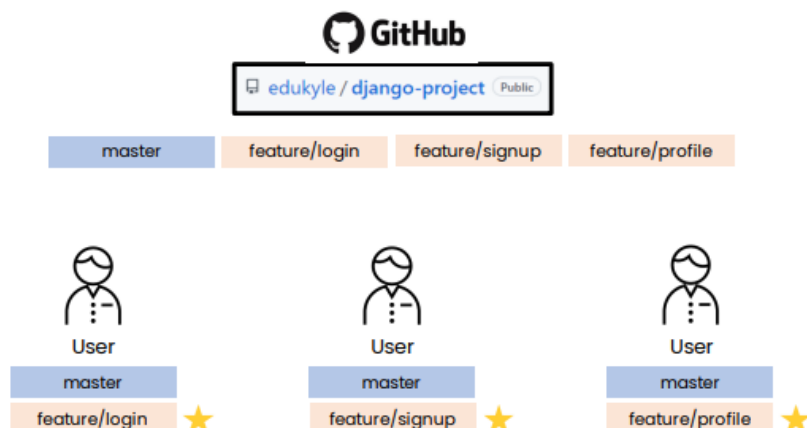 GitHub
edukyle / django-project Public
master feature/login feature/signup feature/profile
User User User
master master master
feature/login feature/signup feature/profile